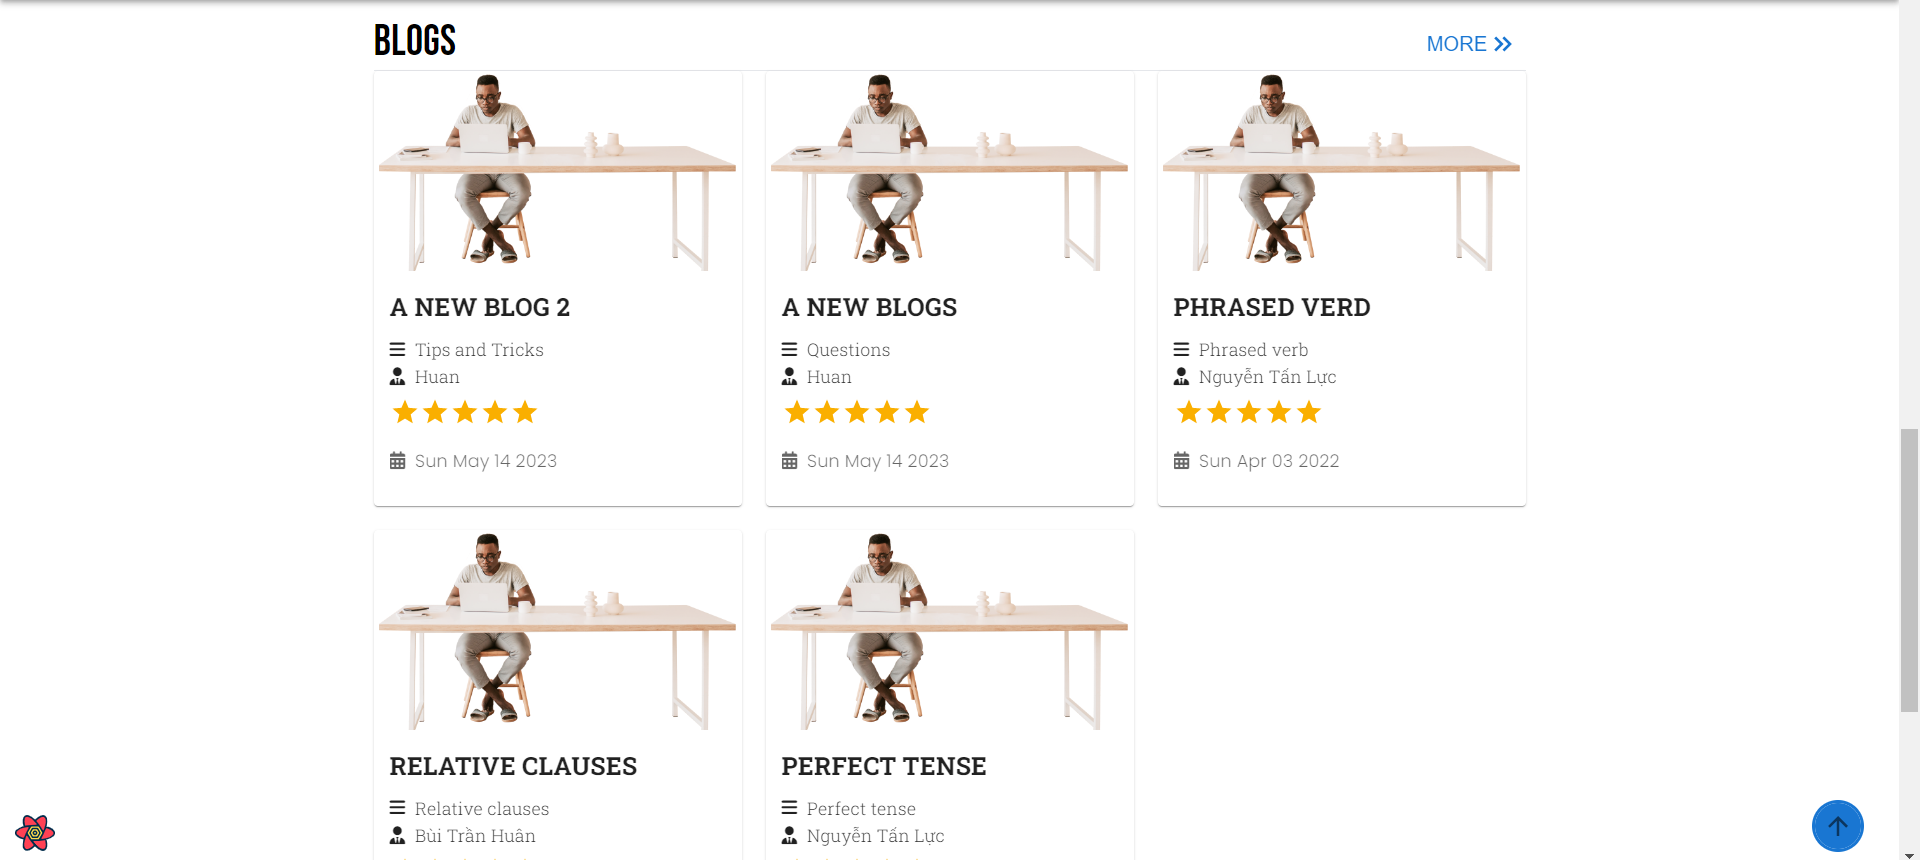 BLOGS
MORE
A NEW BLOG 2
Tips and Tricks
Huan
Sun May 14 2023
A NEW BLOGS
Questions
Huan
Sun May 14 2023
PHRASED VERD
Phrased verb
Nguyễn Tấn Lực
Sun Apr 03 2022
RELATIVE CLAUSES
Relative clauses
Bùi Trần Huân
PERFECT TENSE
Perfect tense
Nguyễn Tấn Lực